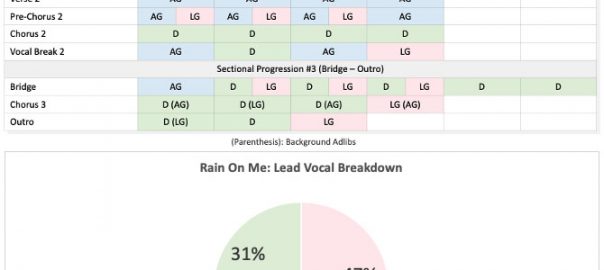 Verse 2 AG AG AG AG
Pre-Chorus 2 AG LG AG LG AG LG AG
Chorus 2 D D D D
Vocal Break 2 AG D AG LG
Sectional Progression #3 (Bridge – Outro)
Bridge AG D LG D LG D LG D D
Chorus 3 D (AG) D (LG) D (AG) LG (AG)
Outro D (LG) D LG
(Parenthesis): Background Adlibs
Rain On Me: Lead Vocal Breakdown
31%